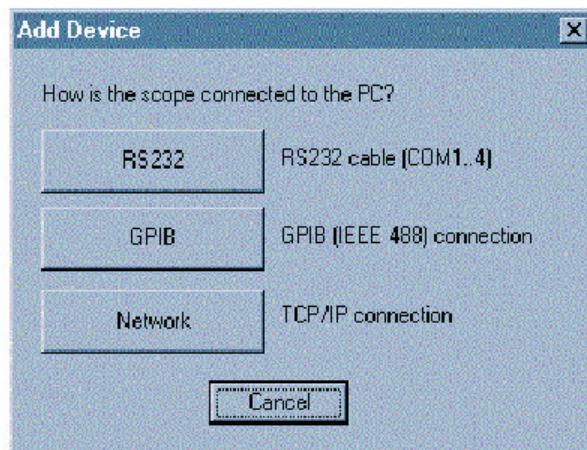 Add Device
How is the scope connected to the PC?
RS232 RS232 cable (COM1..4)
GPIB GPIB (IEEE 488) connection
Network TCP/IP connection
Cancel